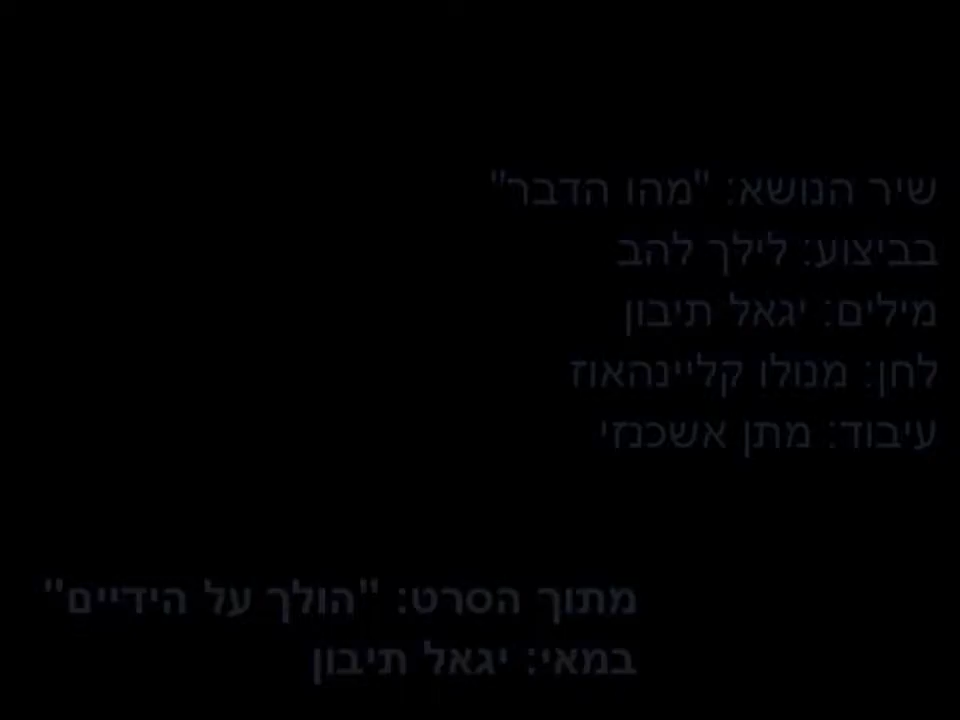 שיר הנושא: "מהו הדבר"
בביצוע: לילך להב
מילים: יגאל תיבון
לחן: מנולו קליינהאוז
עיבוד: מתן אשכנזי
מתוך הסרט: "הולך על הידיים"
במאי: יגאל תיבון